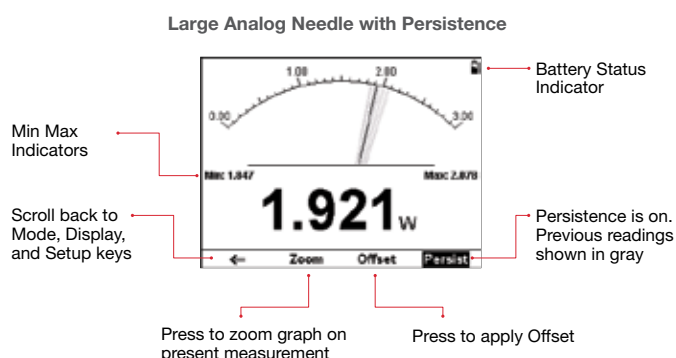 Large Analog Needle with Persistence
Battery Status
Indicator
1.00
2.00
0.00
3.00
Min Max
Indicators
Min: 1.847
Max: 2.078
1.921 W
Scroll back to
Mode, Display,
and Setup keys
Persistence is on.
Previous readings
shown in gray
Zoom
Offset
Persist
Press to zoom graph on
present measurement
Press to apply Offset